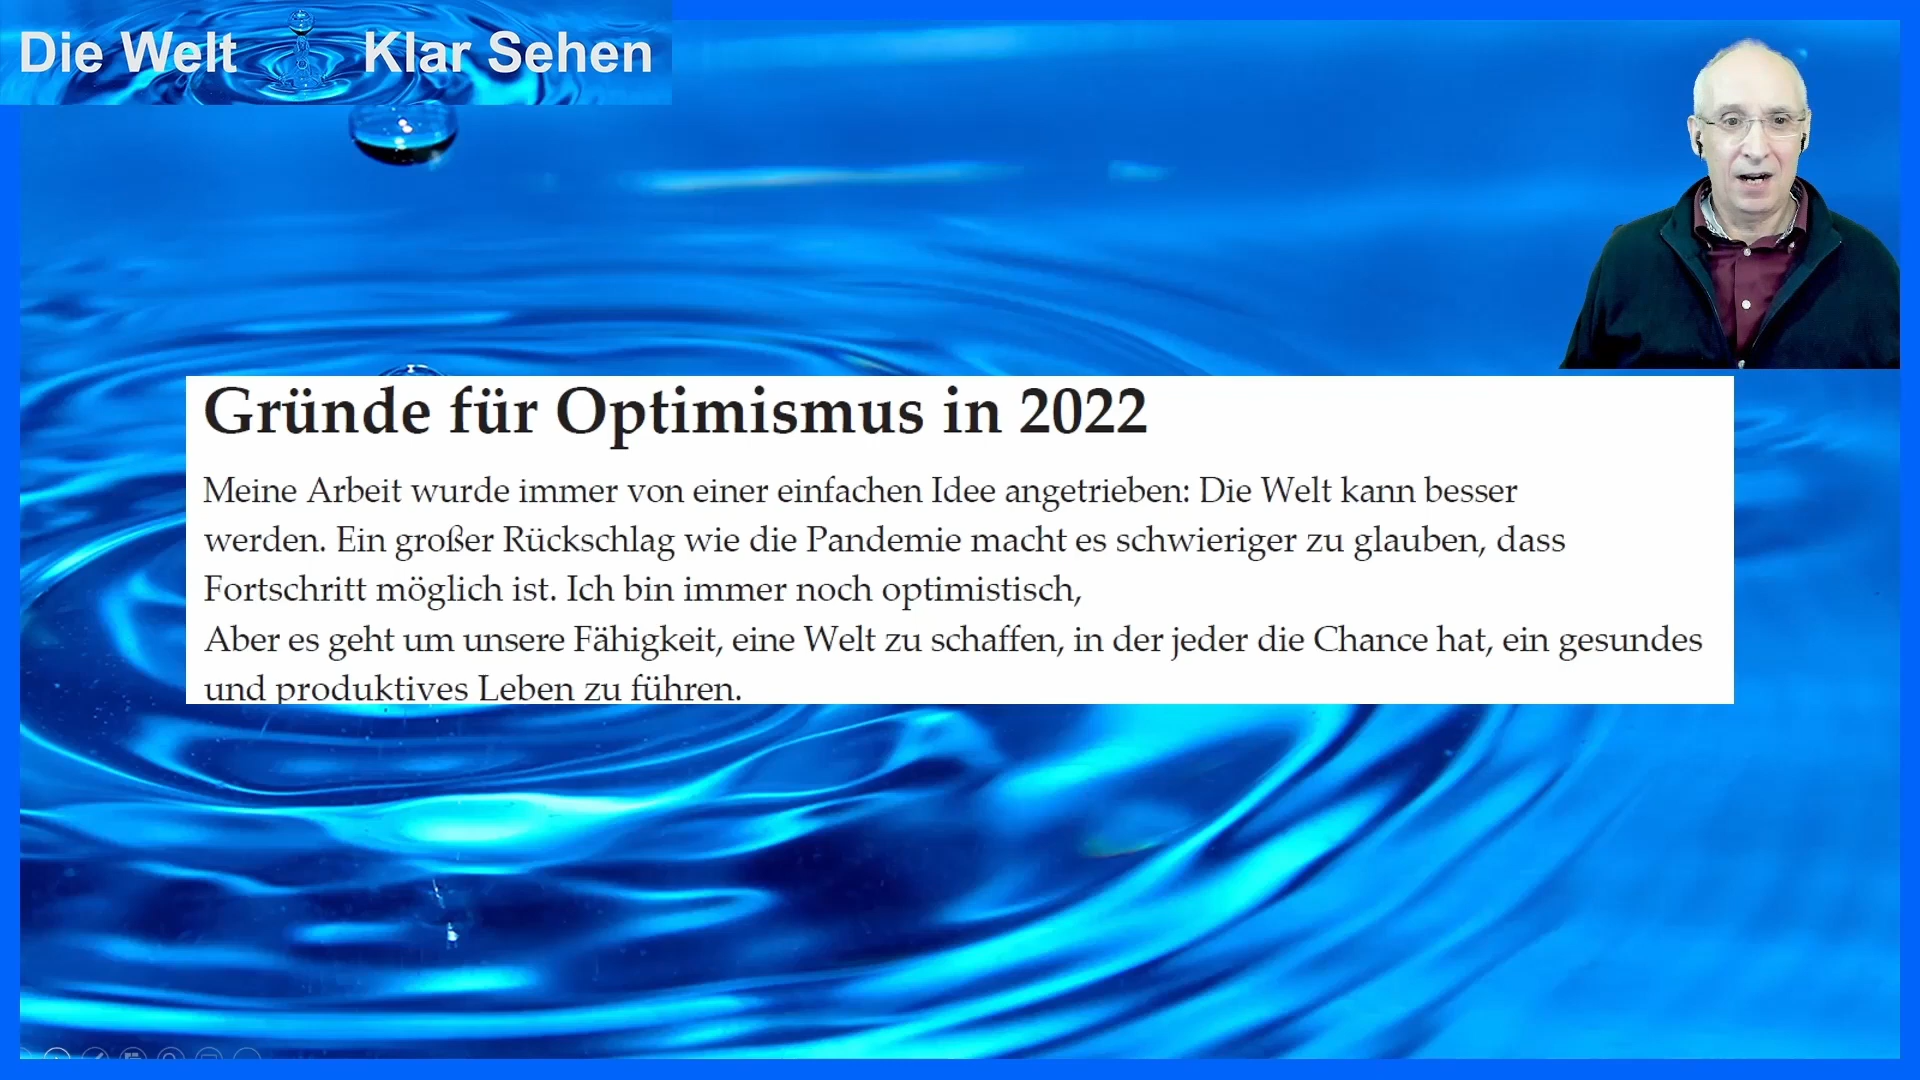 Die Welt Klar Sehen
Gründe für Optimismus in 2022
Meine Arbeit wurde immer von einer einfachen Idee angetrieben: Die Welt kann besser
werden. Ein großer Rückschlag wie die Pandemie macht es schwieriger zu glauben, dass
Fortschritt möglich ist. Ich bin immer noch optimistisch,
Aber es geht um unsere Fähigkeit, eine Welt zu schaffen, in der jeder die Chance hat, ein gesundes
und produktives Leben zu führen.